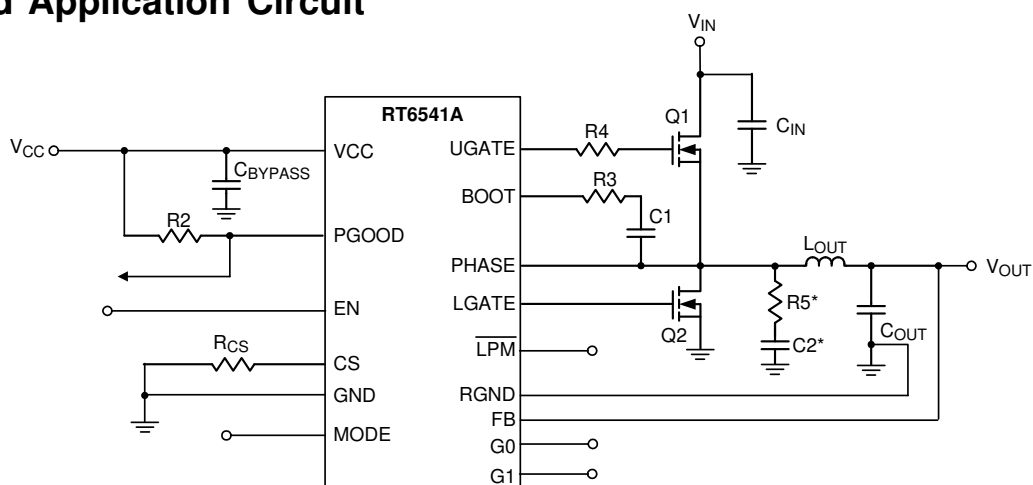 d Application Circuit
VIN
RT6541A
Q1
CIN
VCC
VCC
UGATE
R4
CBYPASS
BOOT
R3
C1
R2
PGOOD
PHASE
LOUT
VOUT
EN
LGATE
Q2
R5*
COUT
RCS
CS
LPM
C2*
GND
RGND
FB
MODE
G0
G1